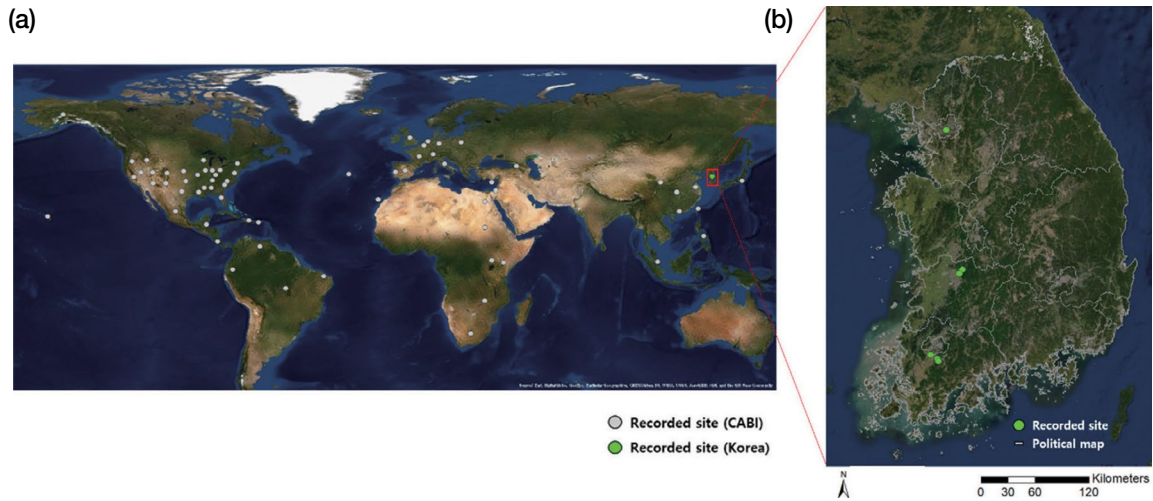 (a)
(b)
Recorded site (CABI)
Recorded site (Korea)
Recorded site
Political map
N
Kilometers
0 30 60 120